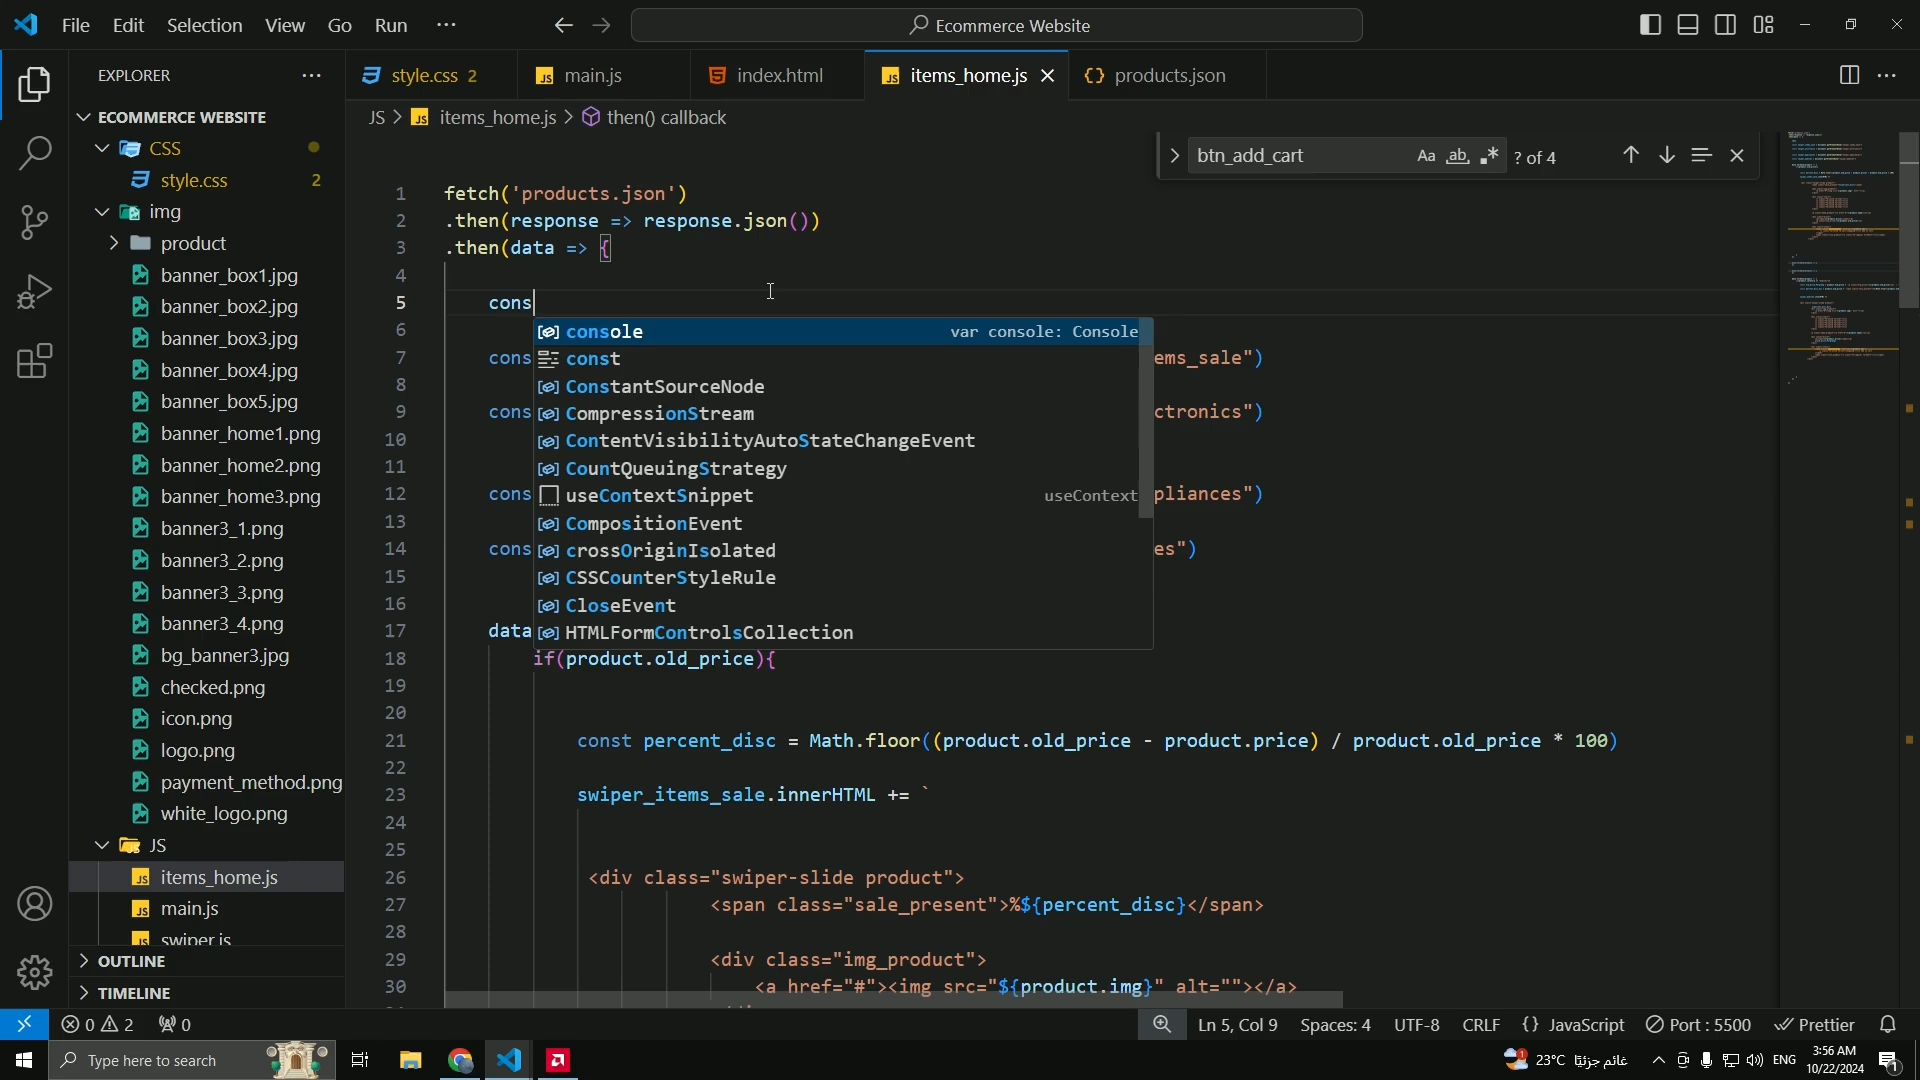 File Edit Selection View Go Run ···
Ecommerce Website
EXPLORER ···
style.css 2
main.js
index.html
items_home.js
products.json
JS > items_home.js > then() callback
btn_add_cart
Aa ab .* ? of 4
ECOMMERCE WEBSITE
CSS
style.css 2
img
product
banner_box1.jpg
banner_box2.jpg
banner_box3.jpg
banner_box4.jpg
banner_box5.jpg
banner_home1.png
banner_home2.png
banner_home3.png
banner3_1.png
banner3_2.png
banner3_3.png
banner3_4.png
bg_banner3.jpg
checked.png
icon.png
logo.png
payment_method.png
white_logo.png
JS
items_home.js
main.js
swiper.js
OUTLINE
TIMELINE
1 fetch('products.json')
2 .then(response => response.json())
3 .then(data => {
4
5 cons
6
7 cons ems_sale")
8
9 cons ctronics")
10
11
12 cons pliances")
13
14 cons es")
15
16
17 data
18 if(product.old_price){
19
20
21 const percent_disc = Math.floor((product.old_price - product.price) / product.old_price * 100)
22
23 swiper_items_sale.innerHTML += `
24
25
26 <div class="swiper-slide product">
27 <span class="sale_present">%${percent_disc}</span>
28
29 <div class="img_product">
30 <a href="#"><img src="${product.img}" alt=""></a>
console var console: Console
const
ConstantSourceNode
CompressionStream
ContentVisibilityAutoStateChangeEvent
CountQueuingStrategy
useContextSnippet useContext
CompositionEvent
crossOriginIsolated
CSSCounterStyleRule
CloseEvent
HTMLFormControlsCollection
0 2 0
Ln 5, Col 9 Spaces: 4 UTF-8 CRLF {} JavaScript Port : 5500 Prettier
Type here to search
23°C غائم جزئيًا
ENG
3:56 AM
10/22/2024
1